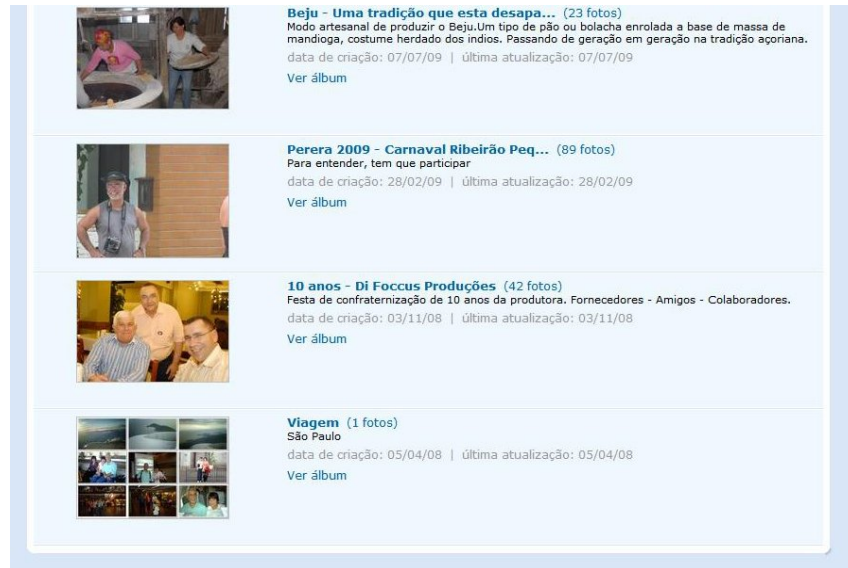 Beju - Uma tradição que esta desapa... (23 fotos)
Modo artesanal de produzir o Beju.Um tipo de pão ou bolacha enrolada a base de massa de
mandioga, costume herdado dos indios. Passando de geração em geração na tradição açoriana.
data de criação: 07/07/09 | última atualização: 07/07/09
Ver álbum
Perera 2009 - Carnaval Ribeirão Peq... (89 fotos)
Para entender, tem que participar
data de criação: 28/02/09 | última atualização: 28/02/09
Ver álbum
10 anos - Di Foccus Produções (42 fotos)
Festa de confraternização de 10 anos da produtora. Fornecedores - Amigos - Colaboradores.
data de criação: 03/11/08 | última atualização: 03/11/08
Ver álbum
Viagem (1 fotos)
São Paulo
data de criação: 05/04/08 | última atualização: 05/04/08
Ver álbum